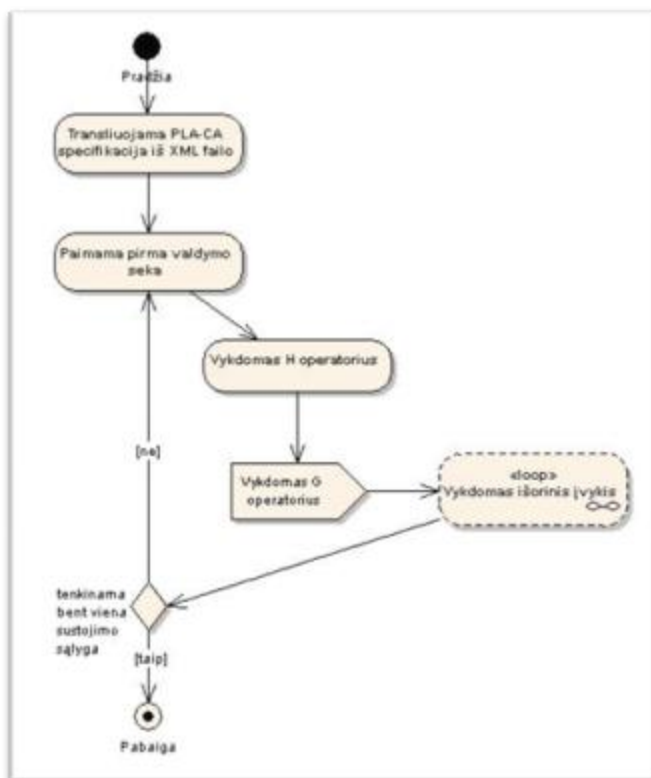 Pradžia
Transliuojama PLA-CA
specifikacija iš XML failo
Paimama pirma valdymo
seka
Vykdomas H operatorius
[ne]
Vykdomas G
operatorius
«loop»
Vykdomas išorinis įvykis
tenkinama
bent viena
sustojimo
sąlyga
[taip]
Pabaiga